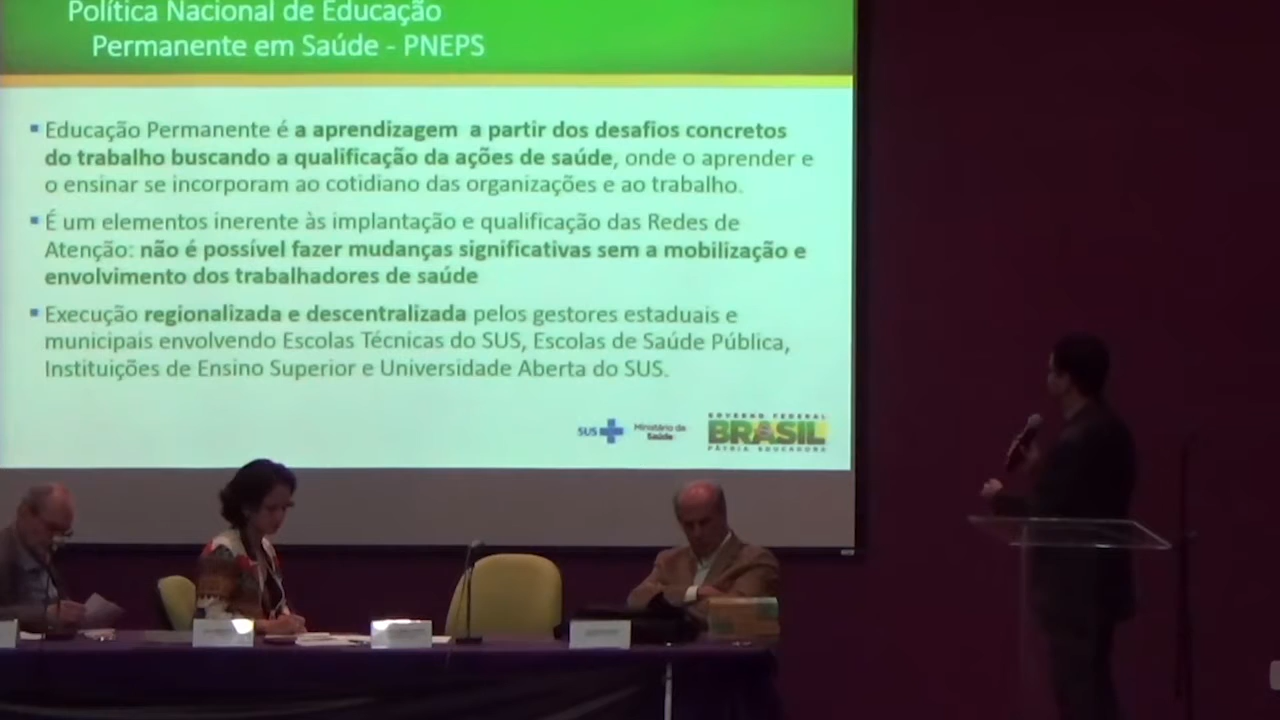 Política Nacional de Educação
Permanente em Saúde - PNEPS
Educação Permanente é a aprendizagem a partir dos desafios concretos
do trabalho buscando a qualificação da ações de saúde, onde o aprender e
o ensinar se incorporam ao cotidiano das organizações e ao trabalho.
É um elementos inerente às implantação e qualificação das Redes de
Atenção: não é possível fazer mudanças significativas sem a mobilização e
envolvimento dos trabalhadores de saúde
Execução regionalizada e descentralizada pelos gestores estaduais e
municipais envolvendo Escolas Técnicas do SUS, Escolas de Saúde Pública,
Instituições de Ensino Superior e Universidade Aberta do SUS.
SUS
Ministério da
Saúde
GOVERNO FEDERAL
BRASIL
PÁTRIA EDUCADORA